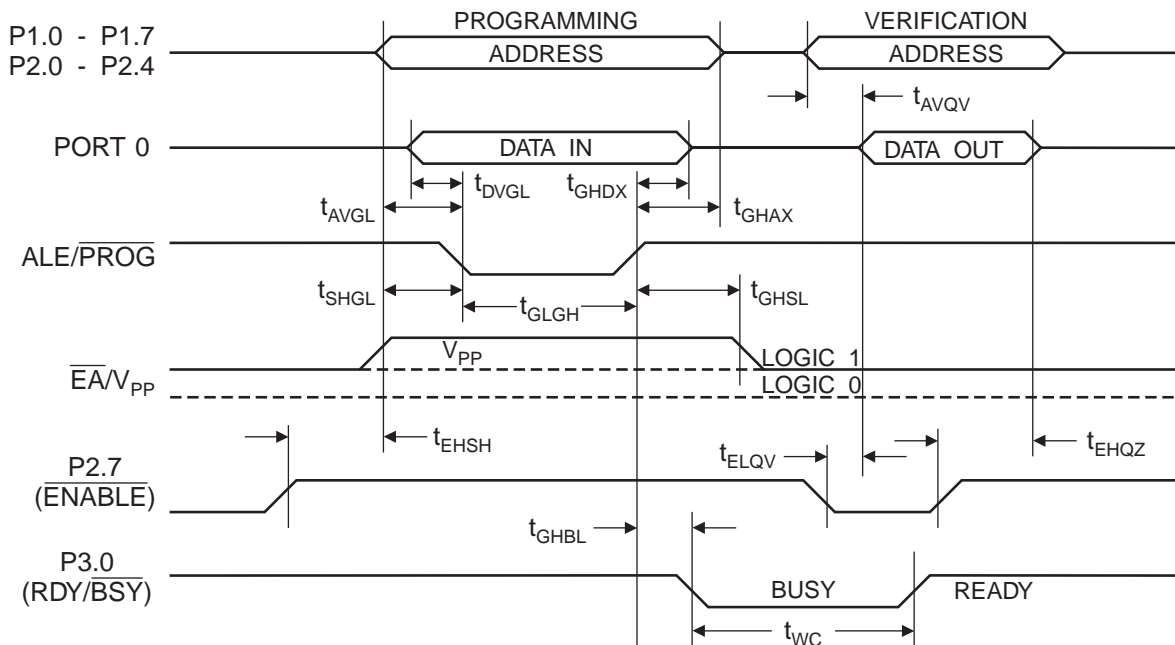 PROGRAMMING VERIFICATION
P1.0 - P1.7
P2.0 - P2.4
ADDRESS ADDRESS
tAVQV
PORT 0 DATA IN DATA OUT
tDVGL tGHDX
tAVGL tGHAX
ALE/PROG
tSHGL tGLGH tGHSL
VPP LOGIC 1
EA/VPP LOGIC 0
tEHSH tELQV tEHQZ
P2.7
(ENABLE)
tGHBL
P3.0
(RDY/BSY) BUSY READY
tWC